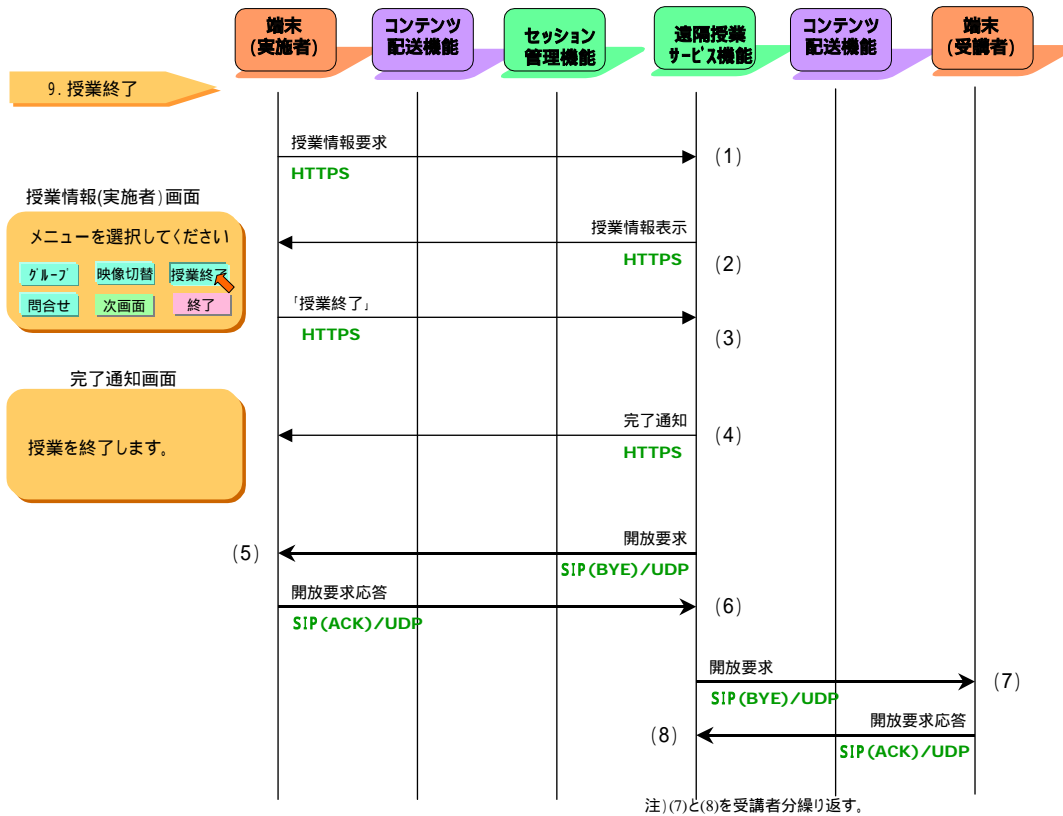 端末
(実施者)
コンテンツ
配送機能
セッション
管理機能
遠隔授業
サービス機能
コンテンツ
配送機能
端末
(受講者)
9. 授業終了
授業情報要求
(1)
HTTPS
授業情報(実施者)画面
メニューを選択してください
グループ
映像切替
授業終了
問合せ
次画面
終了
授業情報表示
HTTPS
(2)
「授業終了」
HTTPS
(3)
完了通知画面
授業を終了します。
完了通知
(4)
HTTPS
開放要求
(5)
SIP(BYE)/UDP
開放要求応答
(6)
SIP(ACK)/UDP
開放要求
(7)
SIP(BYE)/UDP
開放要求応答
(8)
SIP(ACK)/UDP
注)(7)と(8)を受講者分繰り返す。